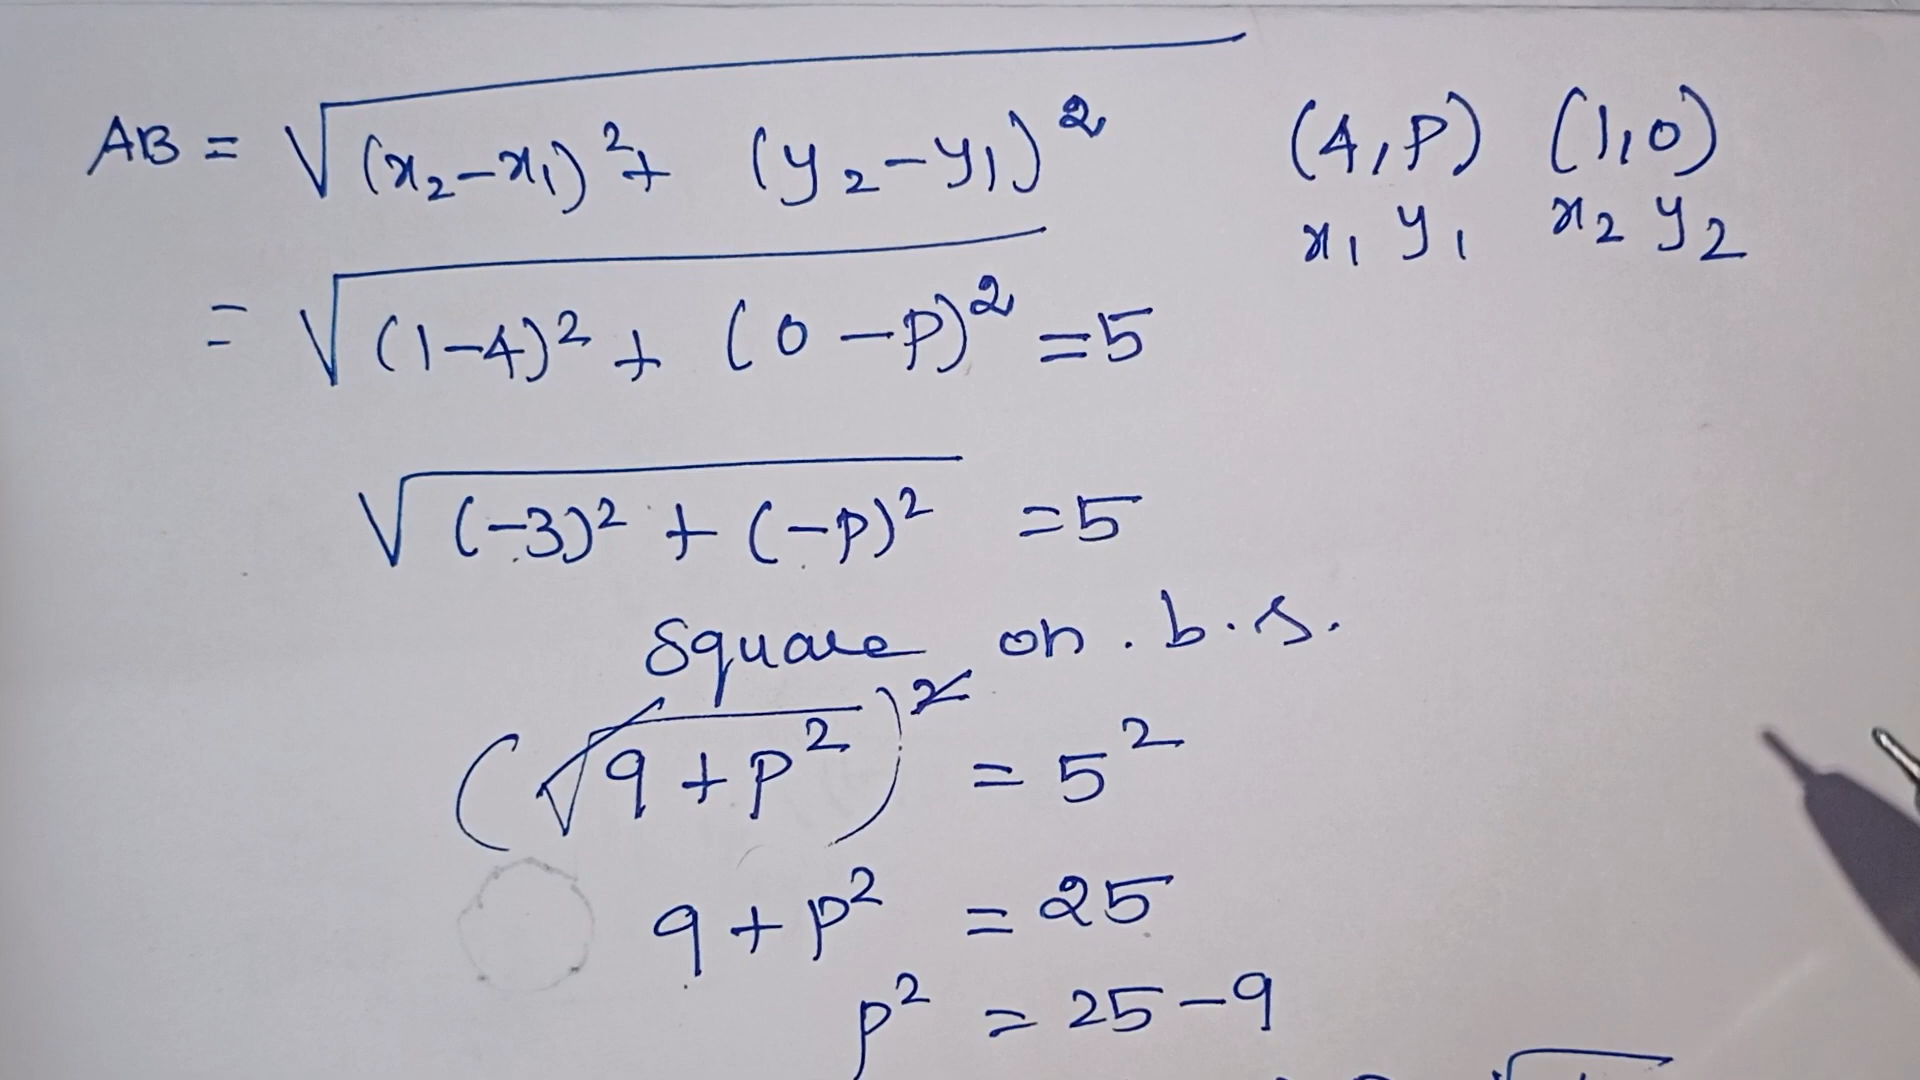 AB = √(x₂-x₁)² + (y₂-y₁)² (4,P) (1,0)
x₁ y₁ x₂ y₂
= √(1-4)² + (0-P)² =5
√(-3)² + (-P)² =5
Square on. b.s.
(√9+P²)² = 5²
9+P² = 25
P² = 25-9